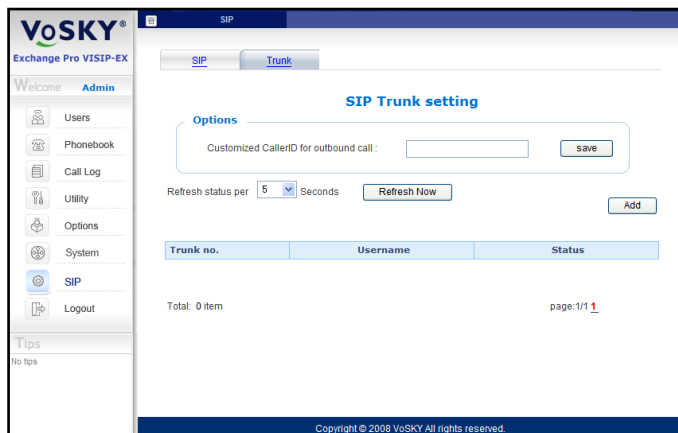 VoSKY®
Exchange Pro VISIP-EX
Welcome Admin
Users
Phonebook
Call Log
Utility
Options
System
SIP
Logout
Tips
No tips
SIP
SIP Trunk
SIP Trunk setting
Options
Customized CallerID for outbound call : save
Refresh status per 5 Seconds Refresh Now
Add
Trunk no. Username Status
Total: 0 item page:1/1 1
Copyright © 2008 VoSKY All rights reserved.